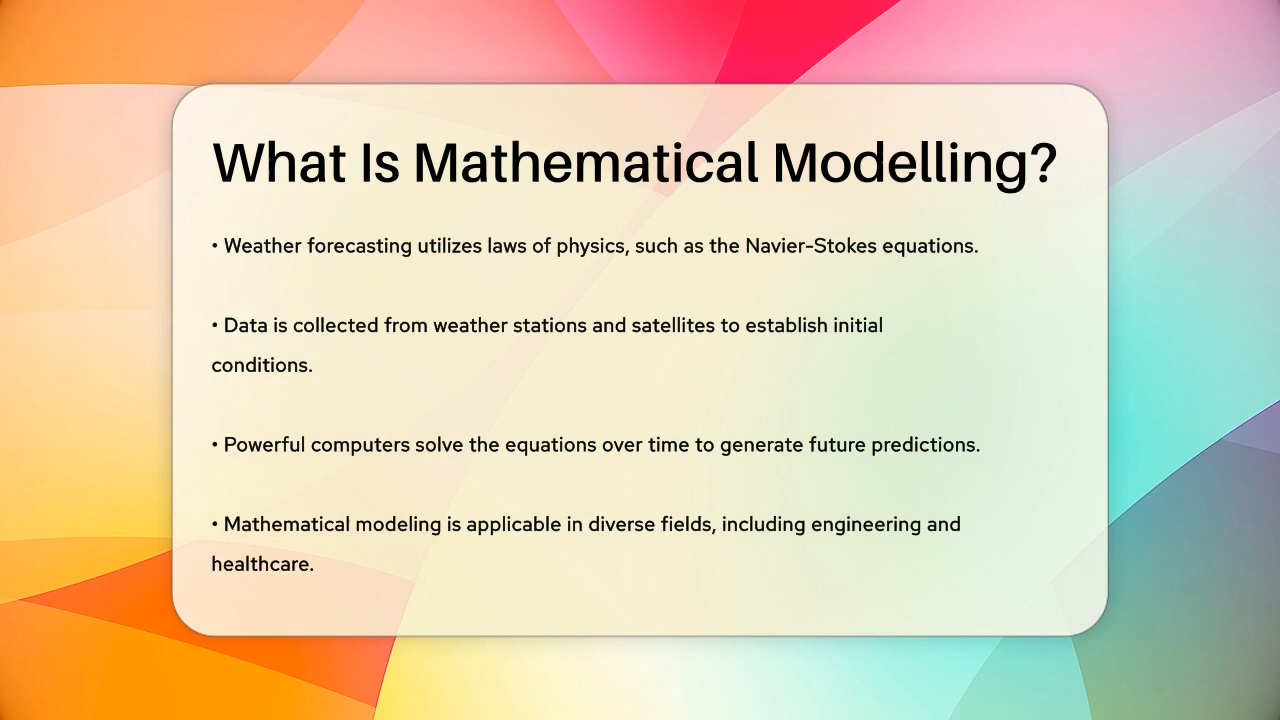 What Is Mathematical Modelling?
• Weather forecasting utilizes laws of physics, such as the Navier-Stokes equations.
• Data is collected from weather stations and satellites to establish initial
conditions.
• Powerful computers solve the equations over time to generate future predictions.
• Mathematical modeling is applicable in diverse fields, including engineering and
healthcare.